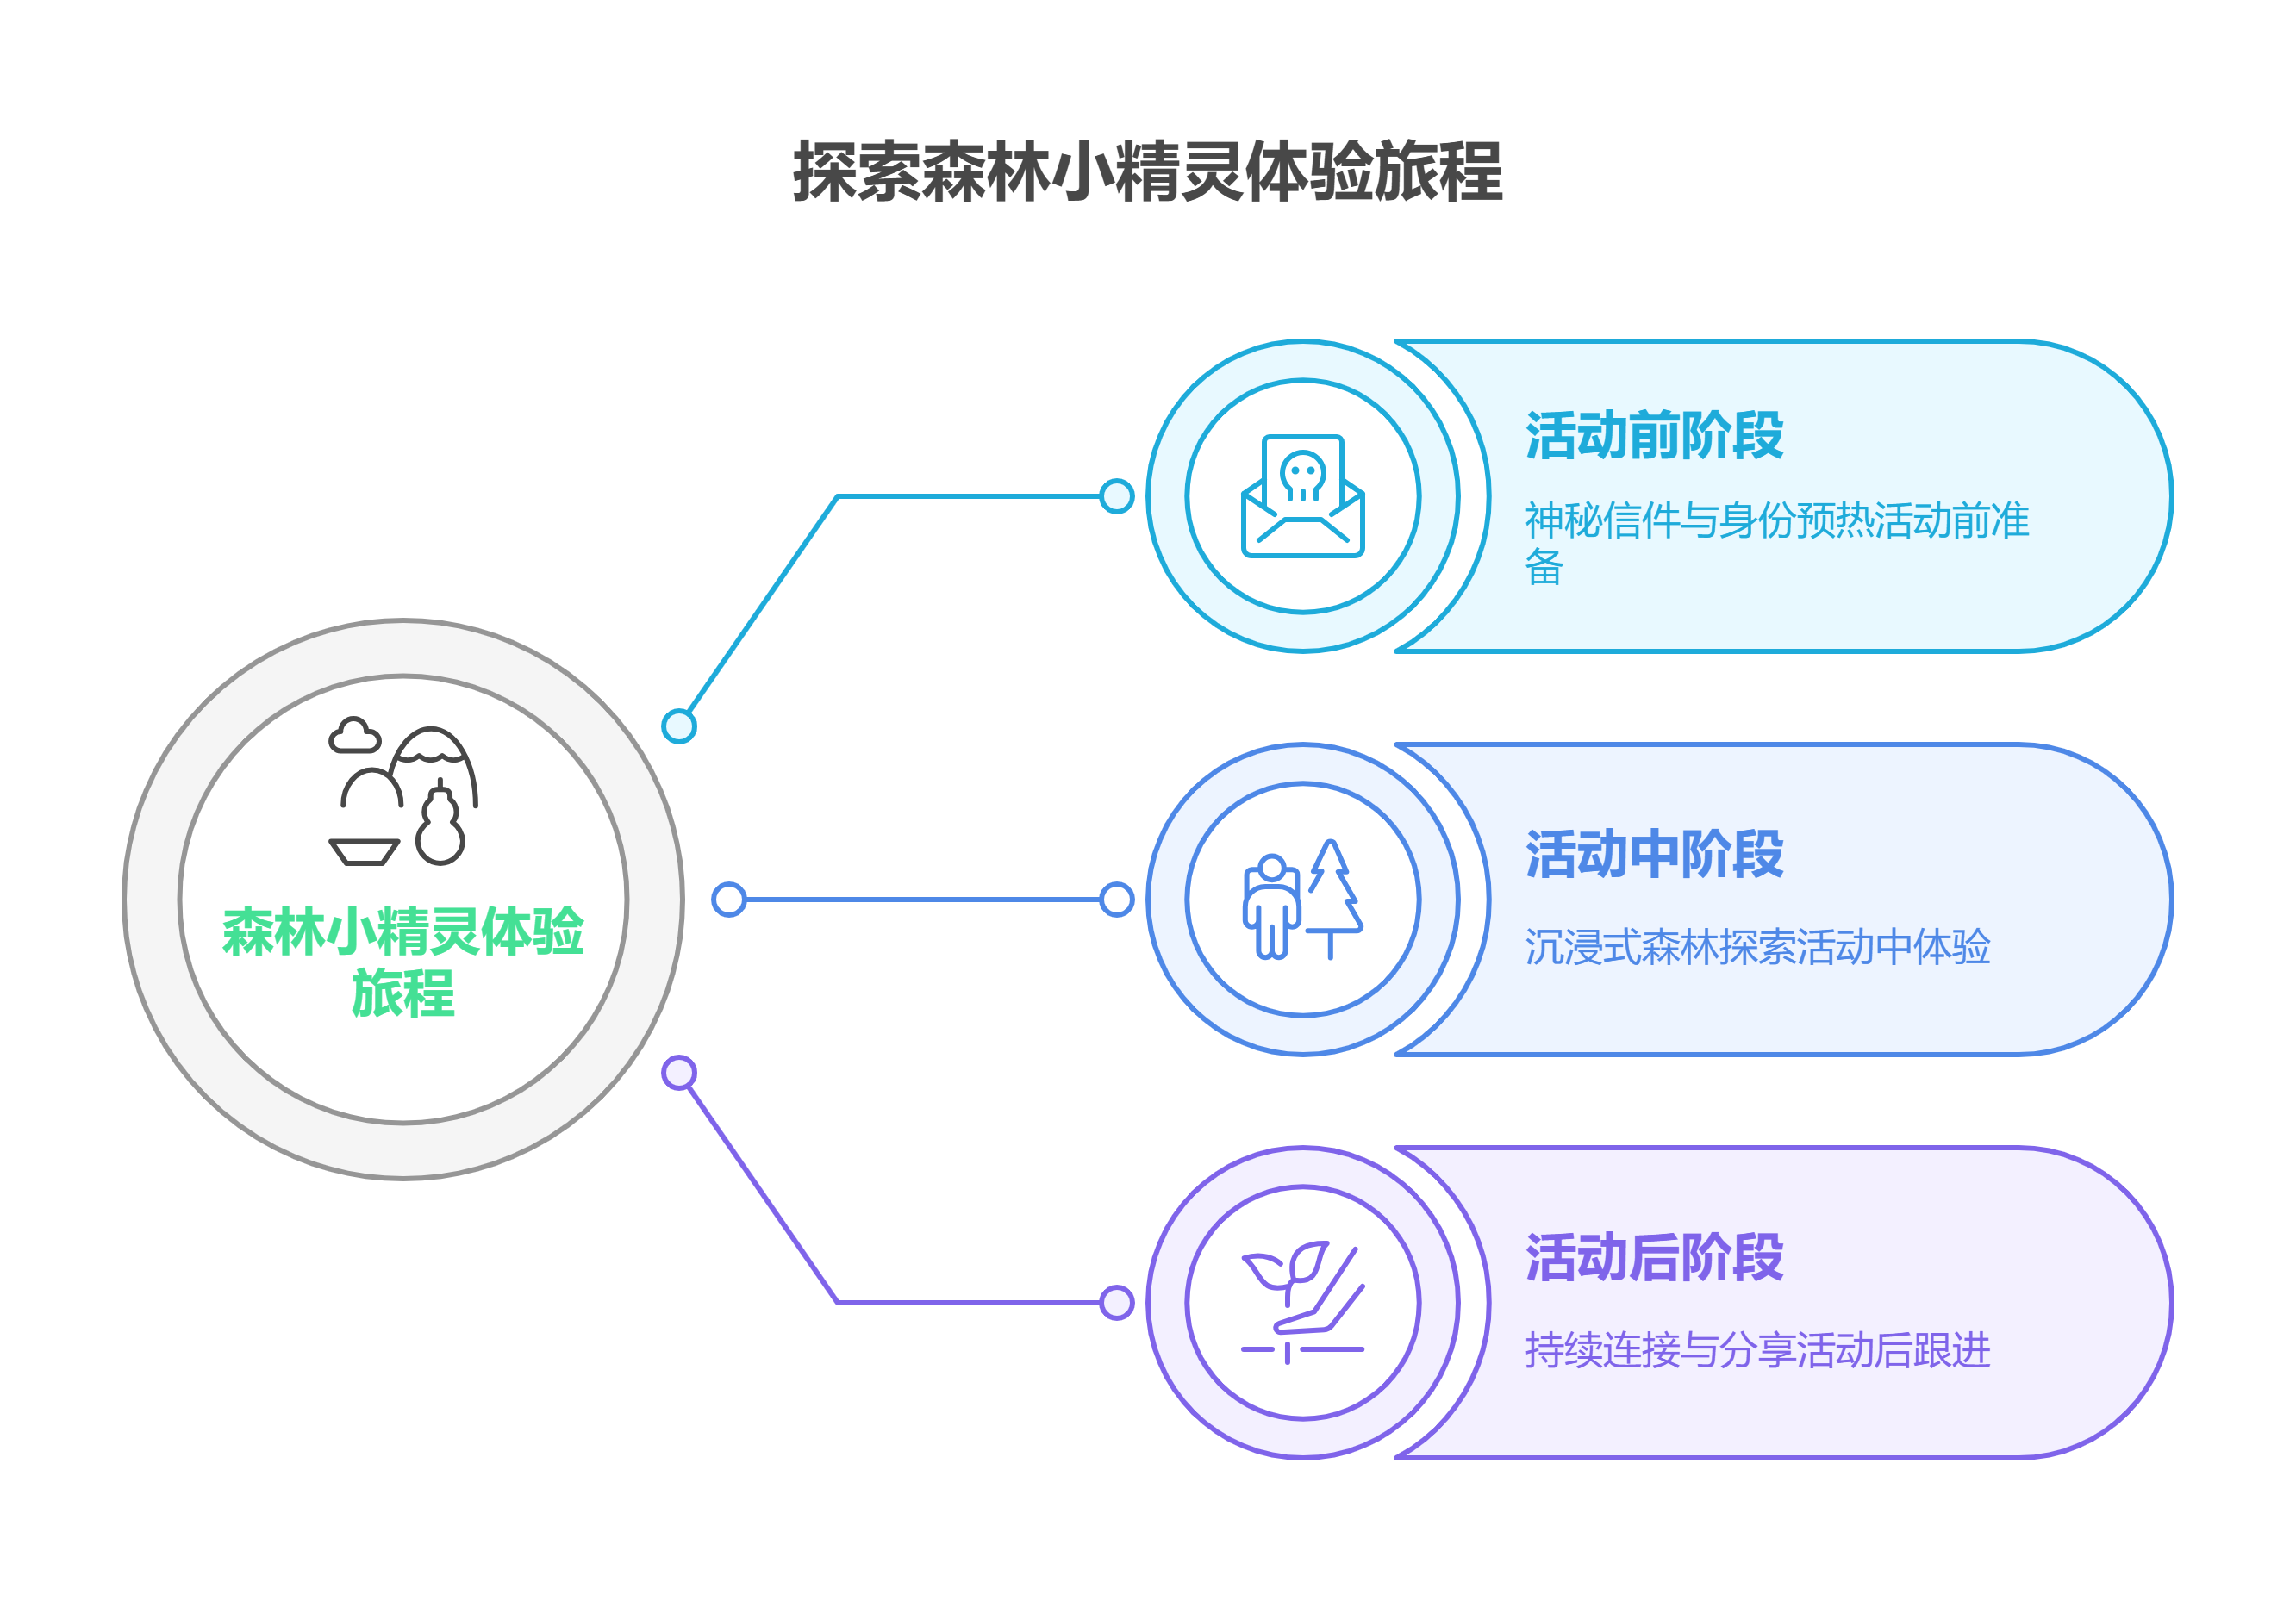 探索森林小精灵体验旅程
活动前阶段
神秘信件与身份预热活动前准
备
森林小精灵体验
旅程
活动中阶段
沉浸式森林探索活动中体验
活动后阶段
持续连接与分享活动后跟进